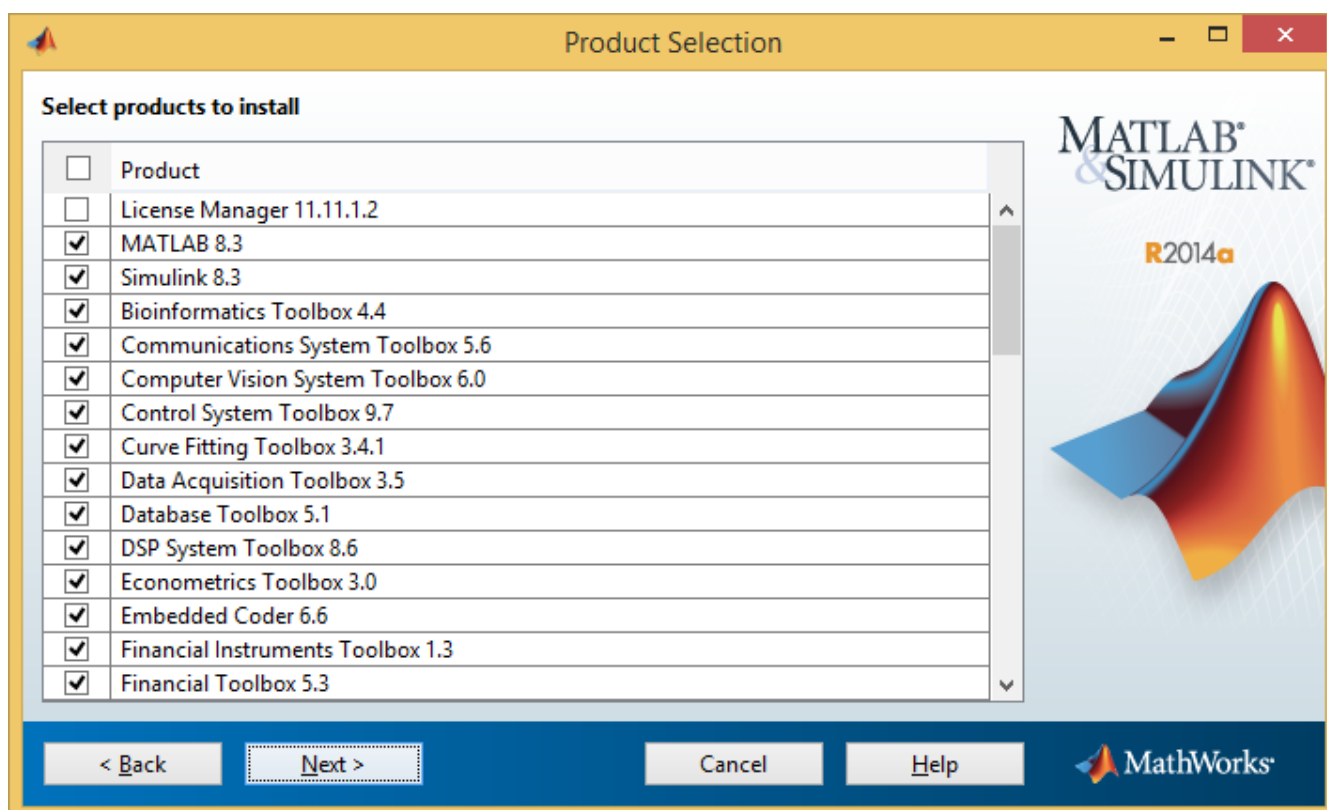 Product Selection
Select products to install
Product
License Manager 11.11.1.2
MATLAB 8.3
Simulink 8.3
Bioinformatics Toolbox 4.4
Communications System Toolbox 5.6
Computer Vision System Toolbox 6.0
Control System Toolbox 9.7
Curve Fitting Toolbox 3.4.1
Data Acquisition Toolbox 3.5
Database Toolbox 5.1
DSP System Toolbox 8.6
Econometrics Toolbox 3.0
Embedded Coder 6.6
Financial Instruments Toolbox 1.3
Financial Toolbox 5.3
MATLAB®
&SIMULINK®
R2014a
< Back
Next >
Cancel
Help
MathWorks®